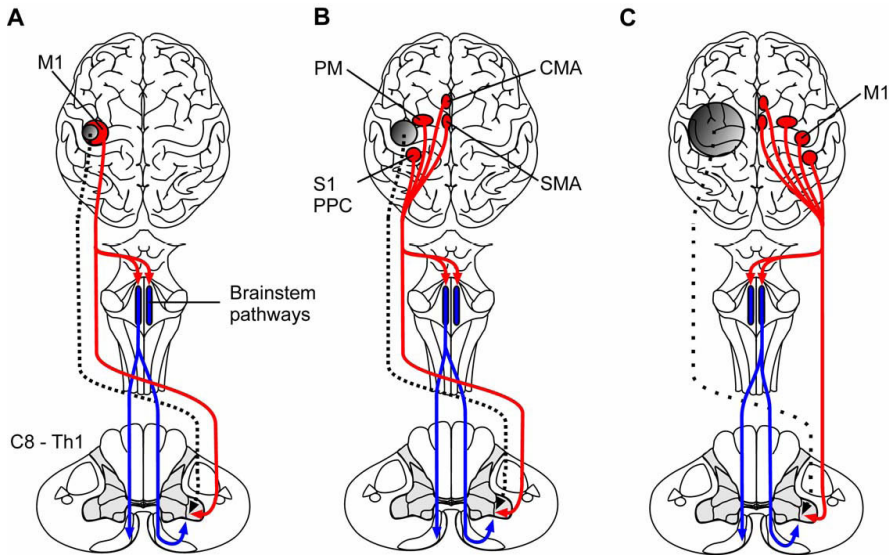 A
B
C
M1
PM
CMA
M1
S1
PPC
SMA
Brainstem
pathways
C8 - Th1